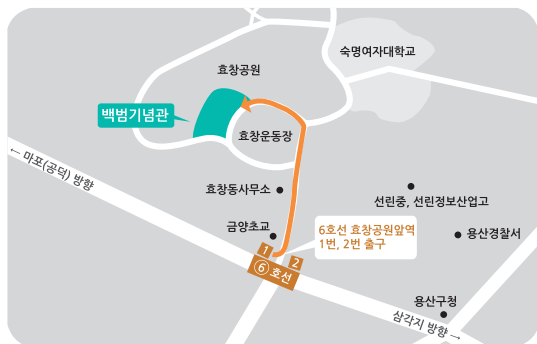 숙명여자대학교
효창공원
백범기념관
효창운동장
← 마포(공덕) 방향
효창동사무소
선린중, 선린정보산업고
금양초교
6호선 효창공원앞역
1번, 2번 출구
용산경찰서
1
2
⑥ 호선
용산구청
삼각지 방향 →